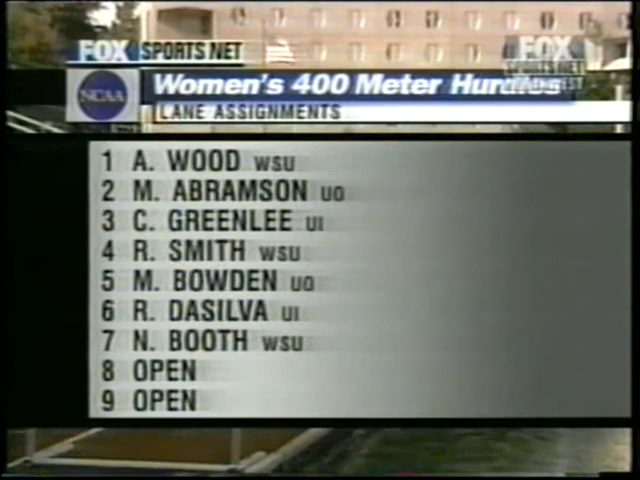 FOX SPORTS NET
FOX
SPORTS NET
NCAA
Women's 400 Meter Hurdles
LANE ASSIGNMENTS
1 A. WOOD WSU
2 M. ABRAMSON UO
3 C. GREENLEE UI
4 R. SMITH WSU
5 M. BOWDEN UO
6 R. DASILVA UI
7 N. BOOTH WSU
8 OPEN
9 OPEN